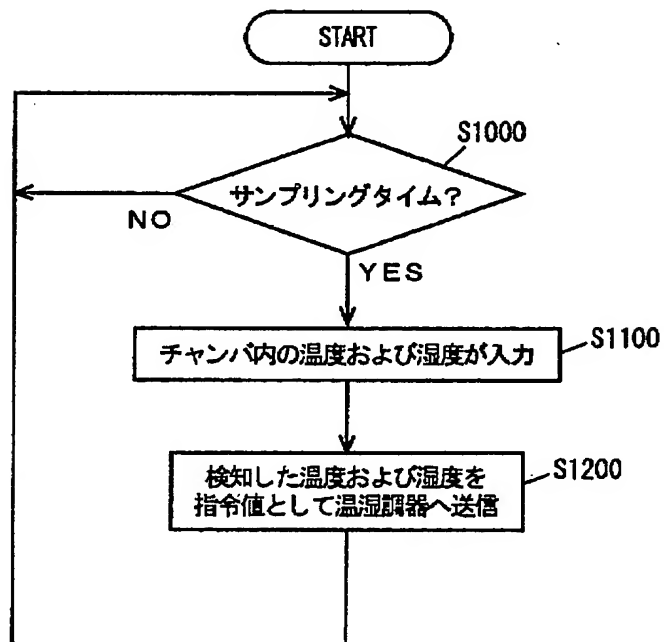 START
S1000
サンプリングタイム?
NO
YES
チャンバ内の温度および湿度が入力
S1100
検知した温度および湿度を
指令値として温湿調器へ送信
S1200